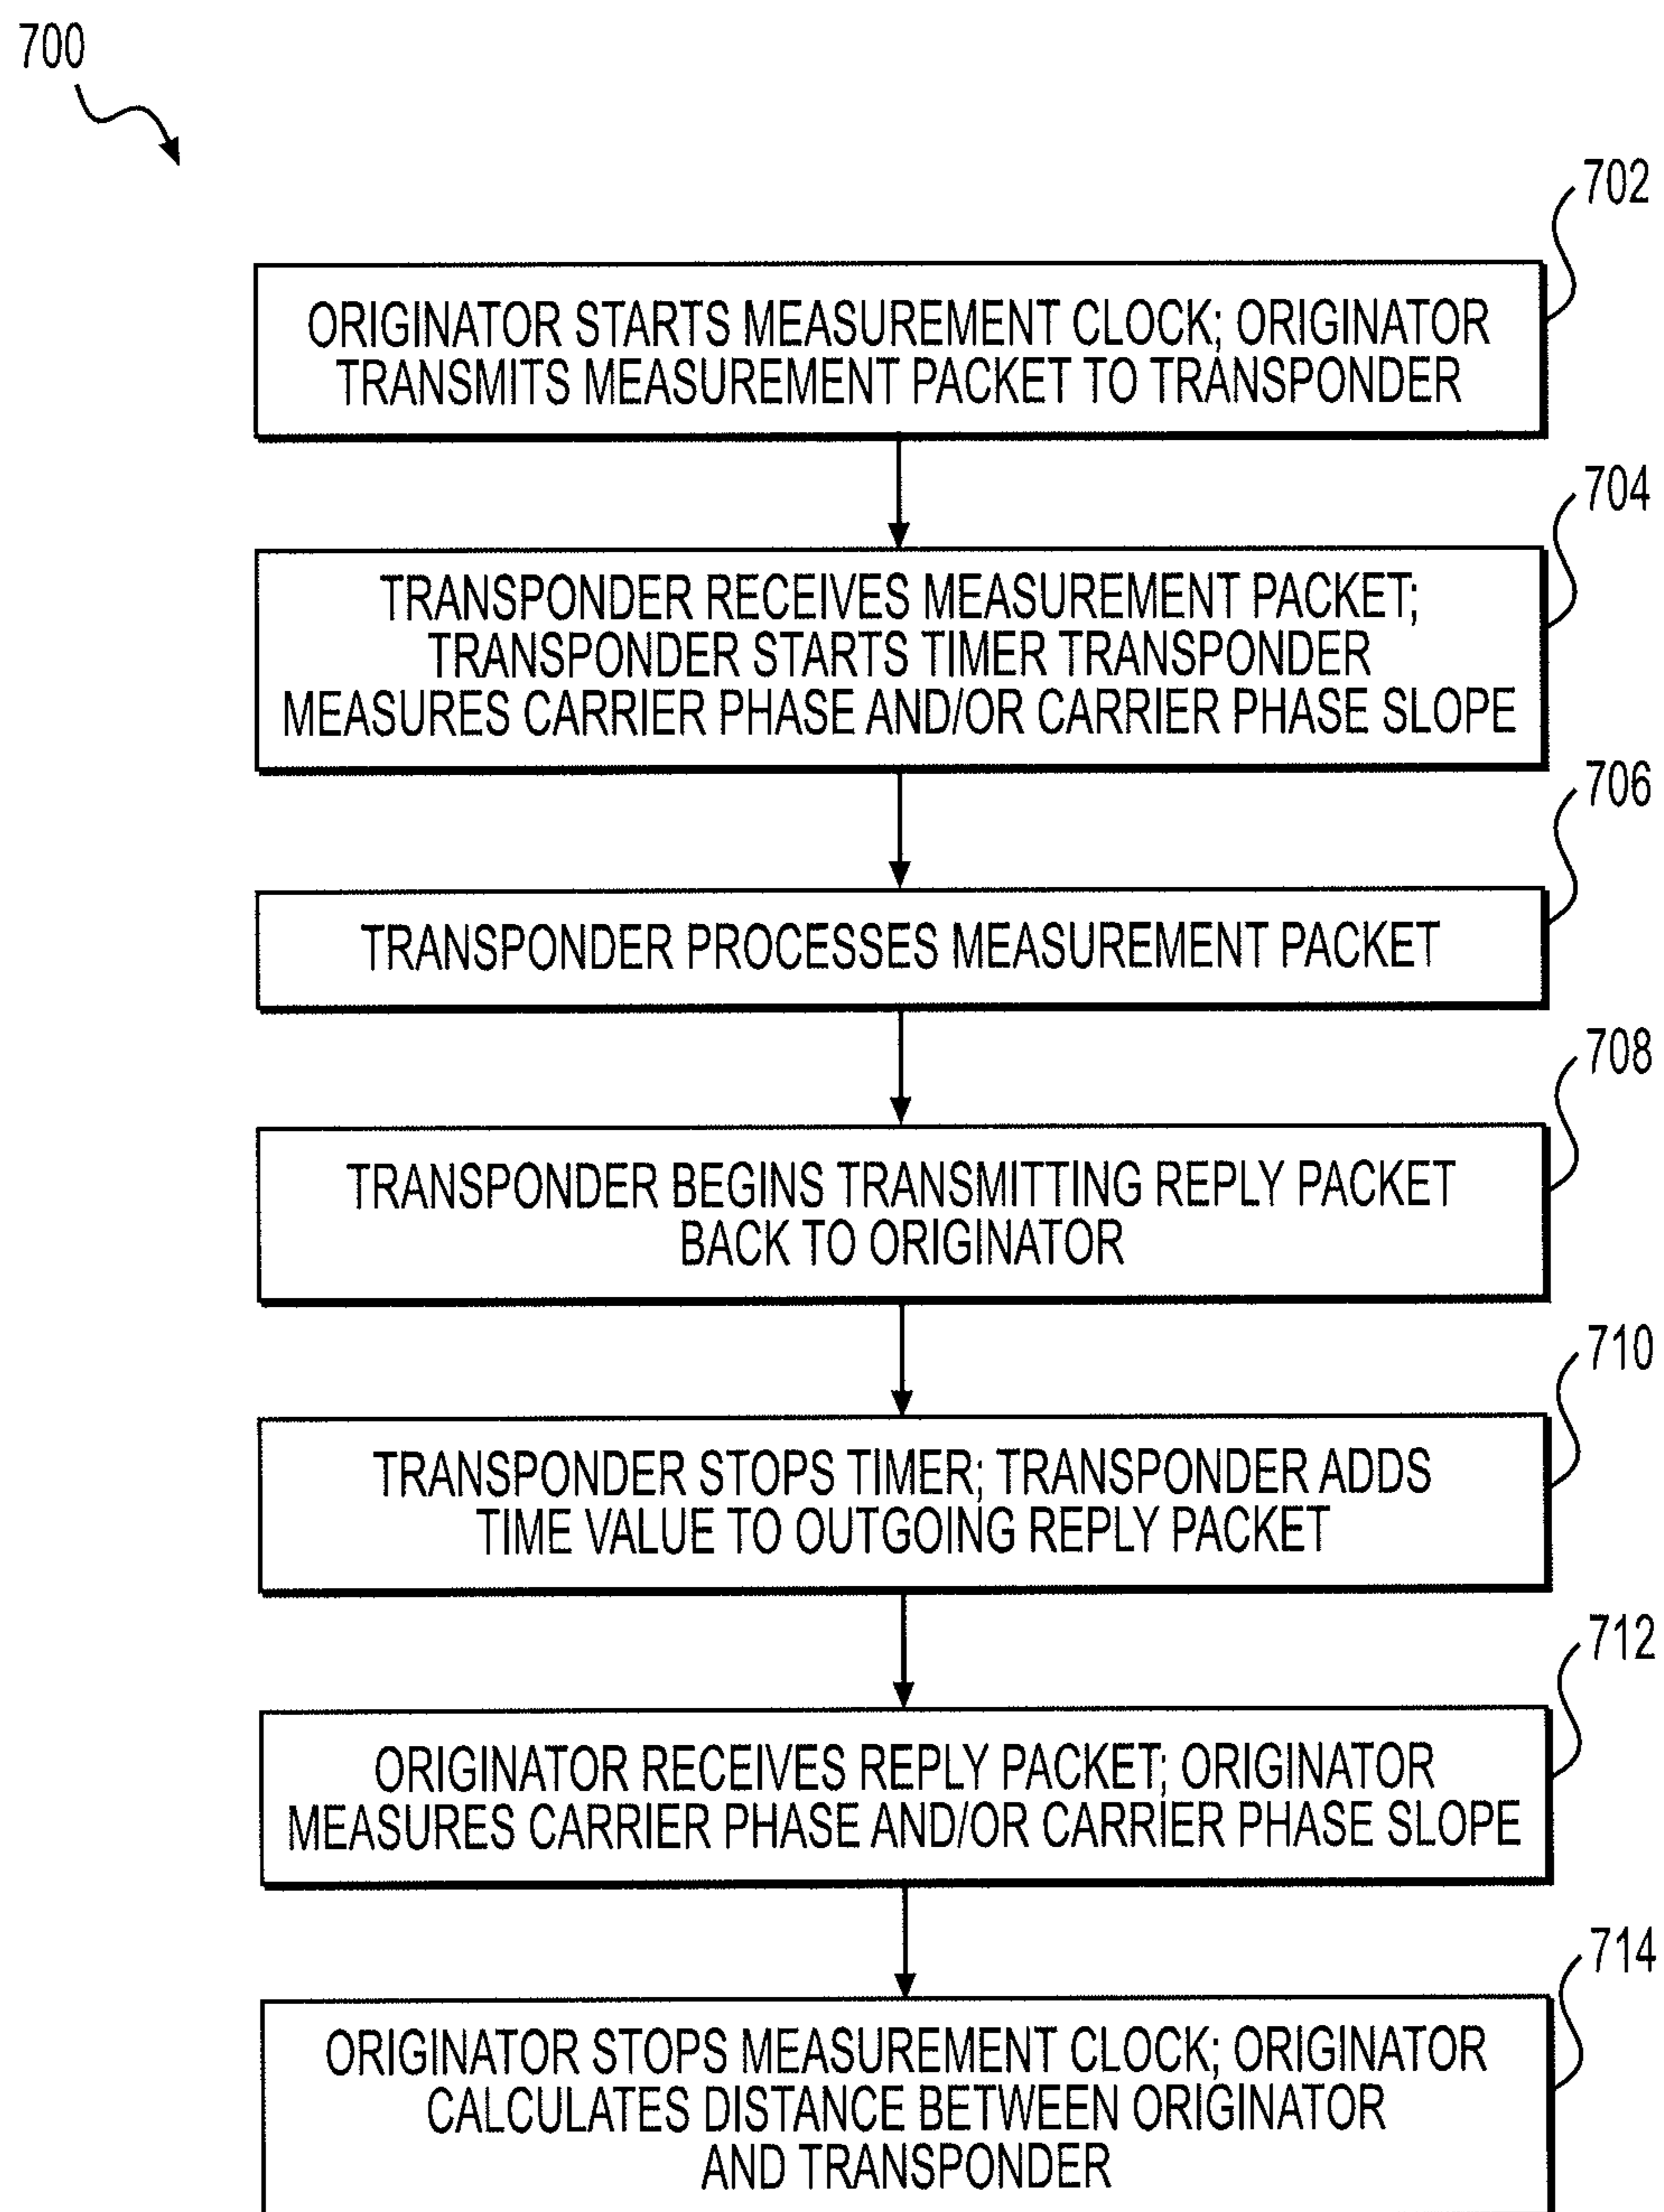 700
702
ORIGINATOR STARTS MEASUREMENT CLOCK; ORIGINATOR
TRANSMITS MEASUREMENT PACKET TO TRANSPONDER
704
TRANSPONDER RECEIVES MEASUREMENT PACKET;
TRANSPONDER STARTS TIMER TRANSPONDER
MEASURES CARRIER PHASE AND/OR CARRIER PHASE SLOPE
706
TRANSPONDER PROCESSES MEASUREMENT PACKET
708
TRANSPONDER BEGINS TRANSMITTING REPLY PACKET
BACK TO ORIGINATOR
710
TRANSPONDER STOPS TIMER; TRANSPONDER ADDS
TIME VALUE TO OUTGOING REPLY PACKET
712
ORIGINATOR RECEIVES REPLY PACKET; ORIGINATOR
MEASURES CARRIER PHASE AND/OR CARRIER PHASE SLOPE
714
ORIGINATOR STOPS MEASUREMENT CLOCK; ORIGINATOR
CALCULATES DISTANCE BETWEEN ORIGINATOR
AND TRANSPONDER